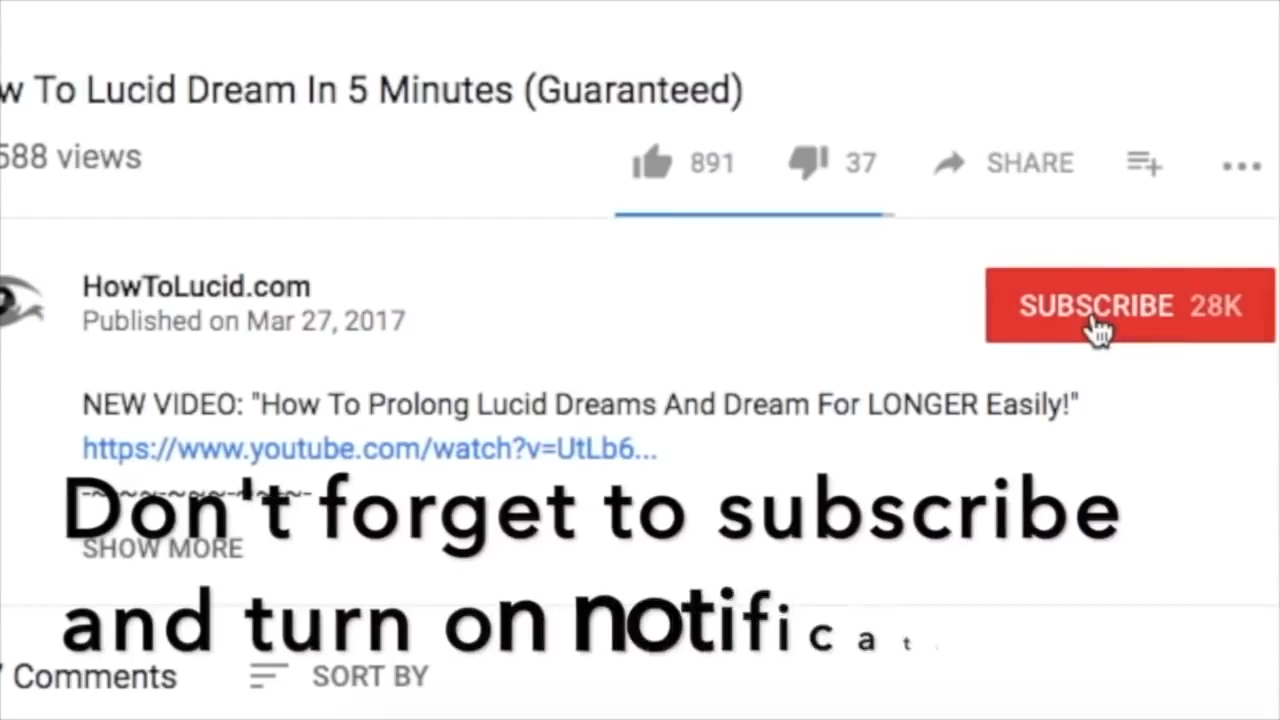 w To Lucid Dream In 5 Minutes (Guaranteed)
588 views
891 37 SHARE
HowToLucid.com
Published on Mar 27, 2017
SUBSCRIBE 28K
NEW VIDEO: "How To Prolong Lucid Dreams And Dream For LONGER Easily!"
https://www.youtube.com/watch?v=UtLb6...
Don't forget to subscribe
SHOW MORE
and turn on notificat
Comments SORT BY